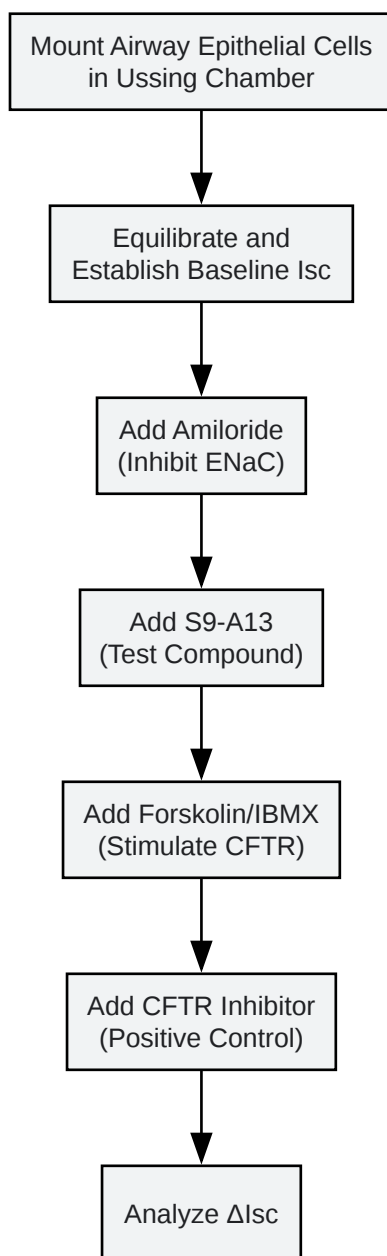 Mount Airway Epithelial Cells
in Ussing Chamber
Equilibrate and
Establish Baseline Isc
Add Amiloride
(Inhibit ENaC)
Add S9-A13
(Test Compound)
Add Forskolin/IBMX
(Stimulate CFTR)
Add CFTR Inhibitor
(Positive Control)
Analyze ΔIsc